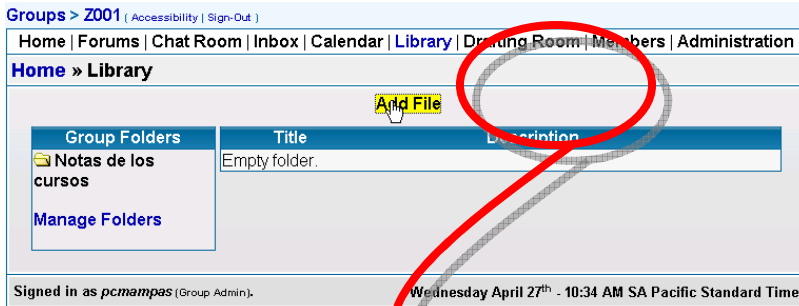 Groups > Z001 ( Accessibility | Sign-Out )
Home | Forums | Chat Room | Inbox | Calendar | Library | Drafting Room | Members | Administration
Home » Library
Add File
Group Folders Title Description
Notas de los cursos
Empty folder.
Manage Folders
Signed in as pcmampas (Group Admin). Wednesday April 27th - 10:34 AM SA Pacific Standard Time